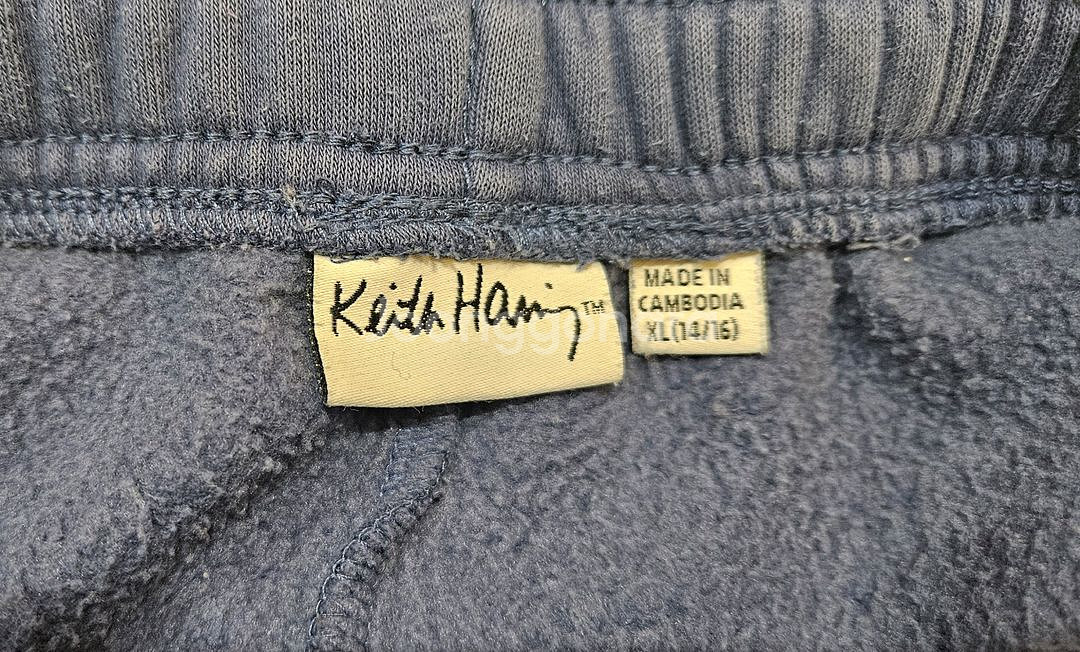 Keith Haring™
MADE IN
CAMBODIA
XL(14/16)